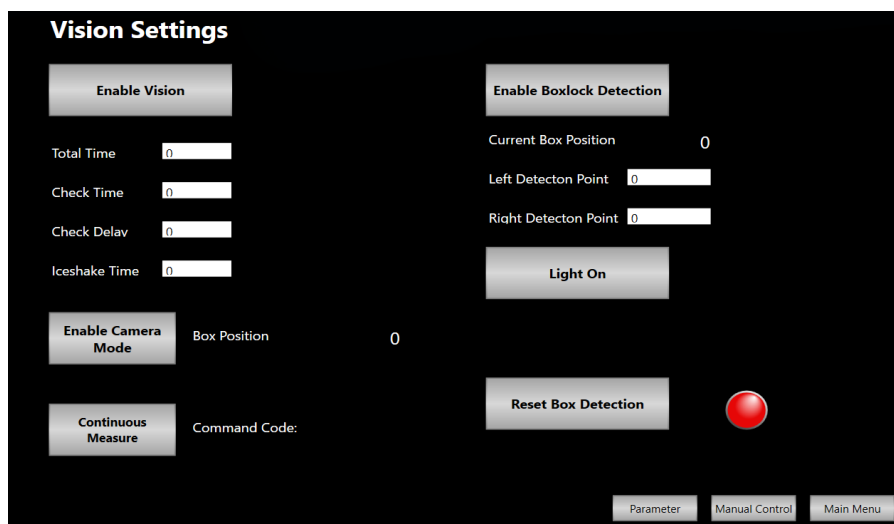 Vision Settings
Enable Vision
Total Time 0
Check Time 0
Check Delay 0
Iceshake Time 0
Enable Camera
Mode
Box Position 0
Continuous
Measure
Command Code:
Enable Boxlock Detection
Current Box Position 0
Left Detecton Point 0
Right Detecton Point 0
Light On
Reset Box Detection
Parameter
Manual Control
Main Menu